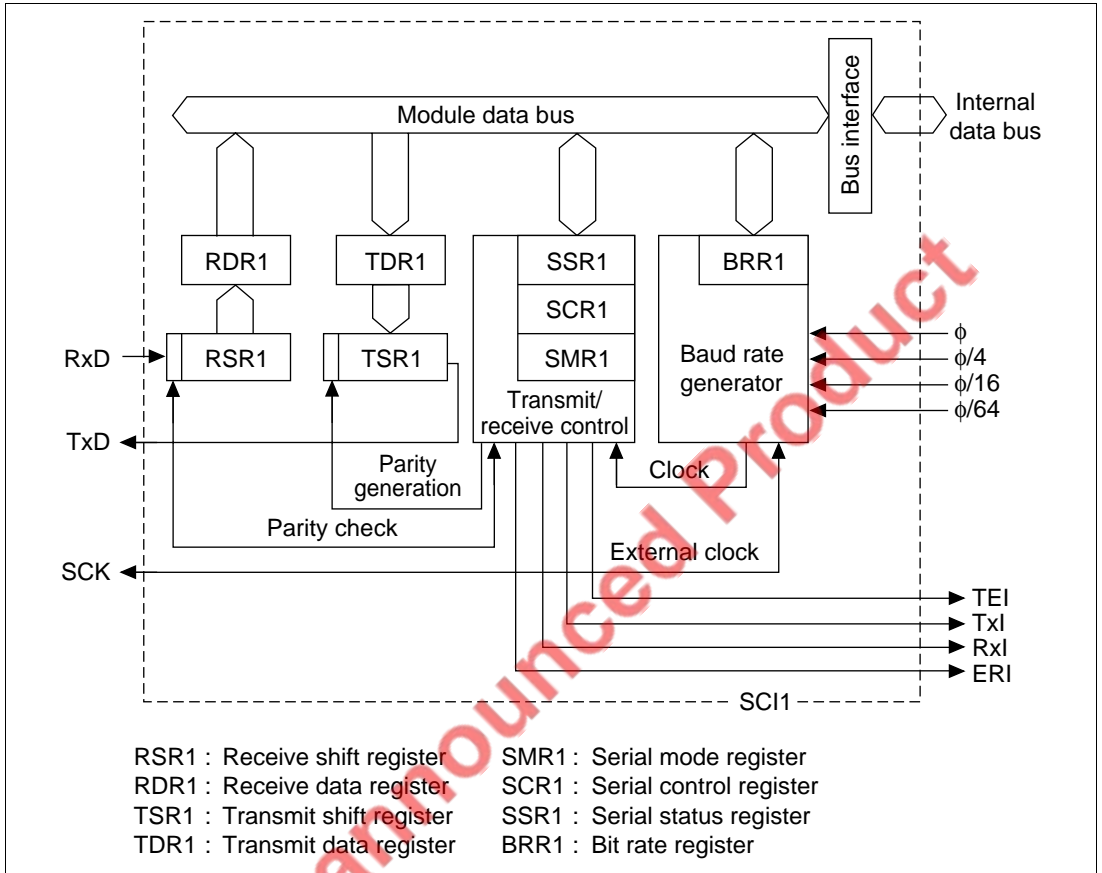 Module data bus
Bus interface
Internal
data bus
RDR1
TDR1
SSR1
BRR1
SCR1
RxD
RSR1
TSR1
SMR1
Baud rate
generator
ϕ
ϕ/4
ϕ/16
ϕ/64
Transmit/
receive control
TxD
Parity
generation
Clock
Parity check
SCK
External clock
TEI
TxI
RxI
ERI
SCI1
RSR1 : Receive shift register
RDR1 : Receive data register
TSR1 : Transmit shift register
TDR1 : Transmit data register
SMR1 : Serial mode register
SCR1 : Serial control register
SSR1 : Serial status register
BRR1 : Bit rate register
announced Product